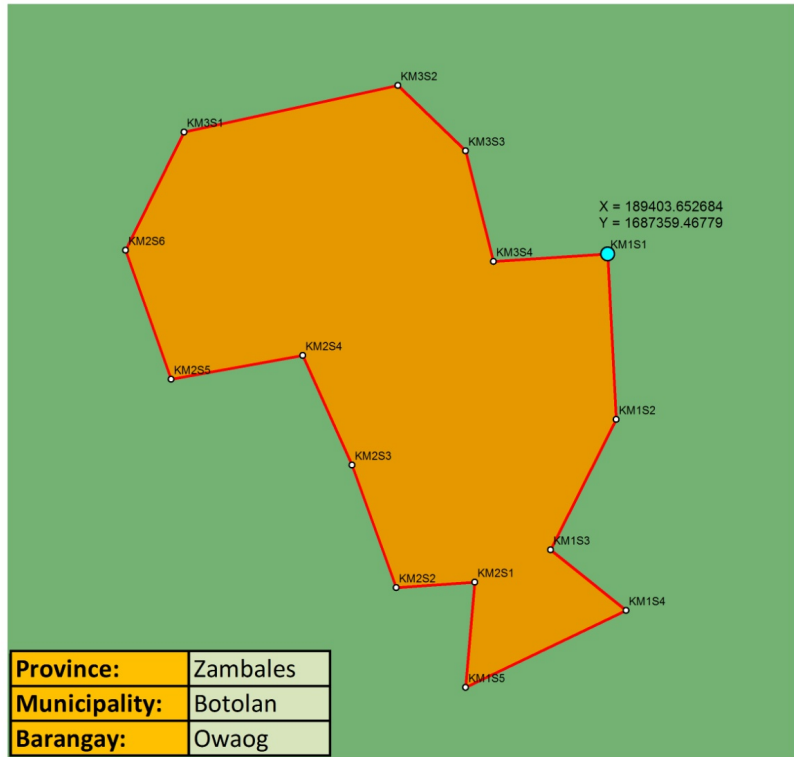 KM3S2
KM3S1
KM3S3
X = 189403.652684
Y = 1687359.46779
KM1S1
KM2S6
KM3S4
KM2S4
KM2S5
KM1S2
KM2S3
KM1S3
KM2S2
KM2S1
KM1S4
KM1S5
Province: Zambales
Municipality: Botolan
Barangay: Owaog